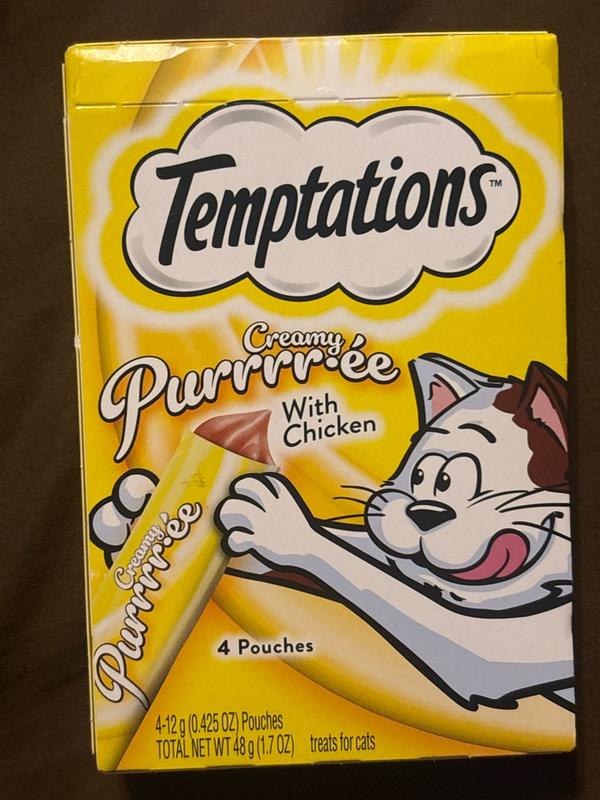 Temptations™
Creamy
Purrrr·ée
With
Chicken
Creamy
Purrrr·ée
4 Pouches
4-12 g (0.425 OZ) Pouches
TOTAL NET WT 48 g (1.7 OZ) treats for cats